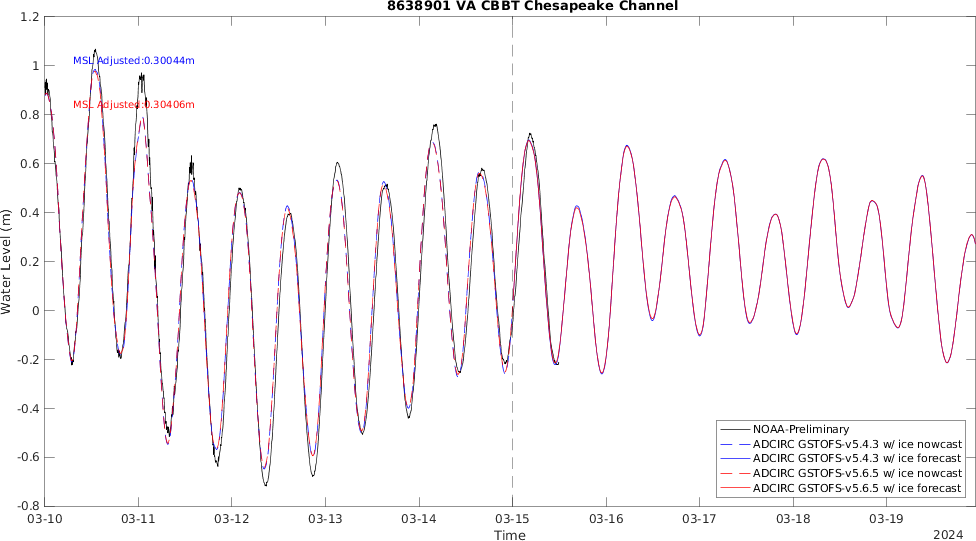 8638901 VA CBBT Chesapeake Channel
1.2
1
0.8
0.6
0.4
0.2
0
-0.2
-0.4
-0.6
-0.8
Water Level (m)
MSL Adjusted:0.30044m
MSL Adjusted:0.30406m
NOAA-Preliminary
ADCIRC GSTOFS-v5.4.3 w/ ice nowcast
ADCIRC GSTOFS-v5.4.3 w/ ice forecast
ADCIRC GSTOFS-v5.6.5 w/ ice nowcast
ADCIRC GSTOFS-v5.6.5 w/ ice forecast
03-10 03-11 03-12 03-13 03-14 03-15 03-16 03-17 03-18 03-19
Time
2024